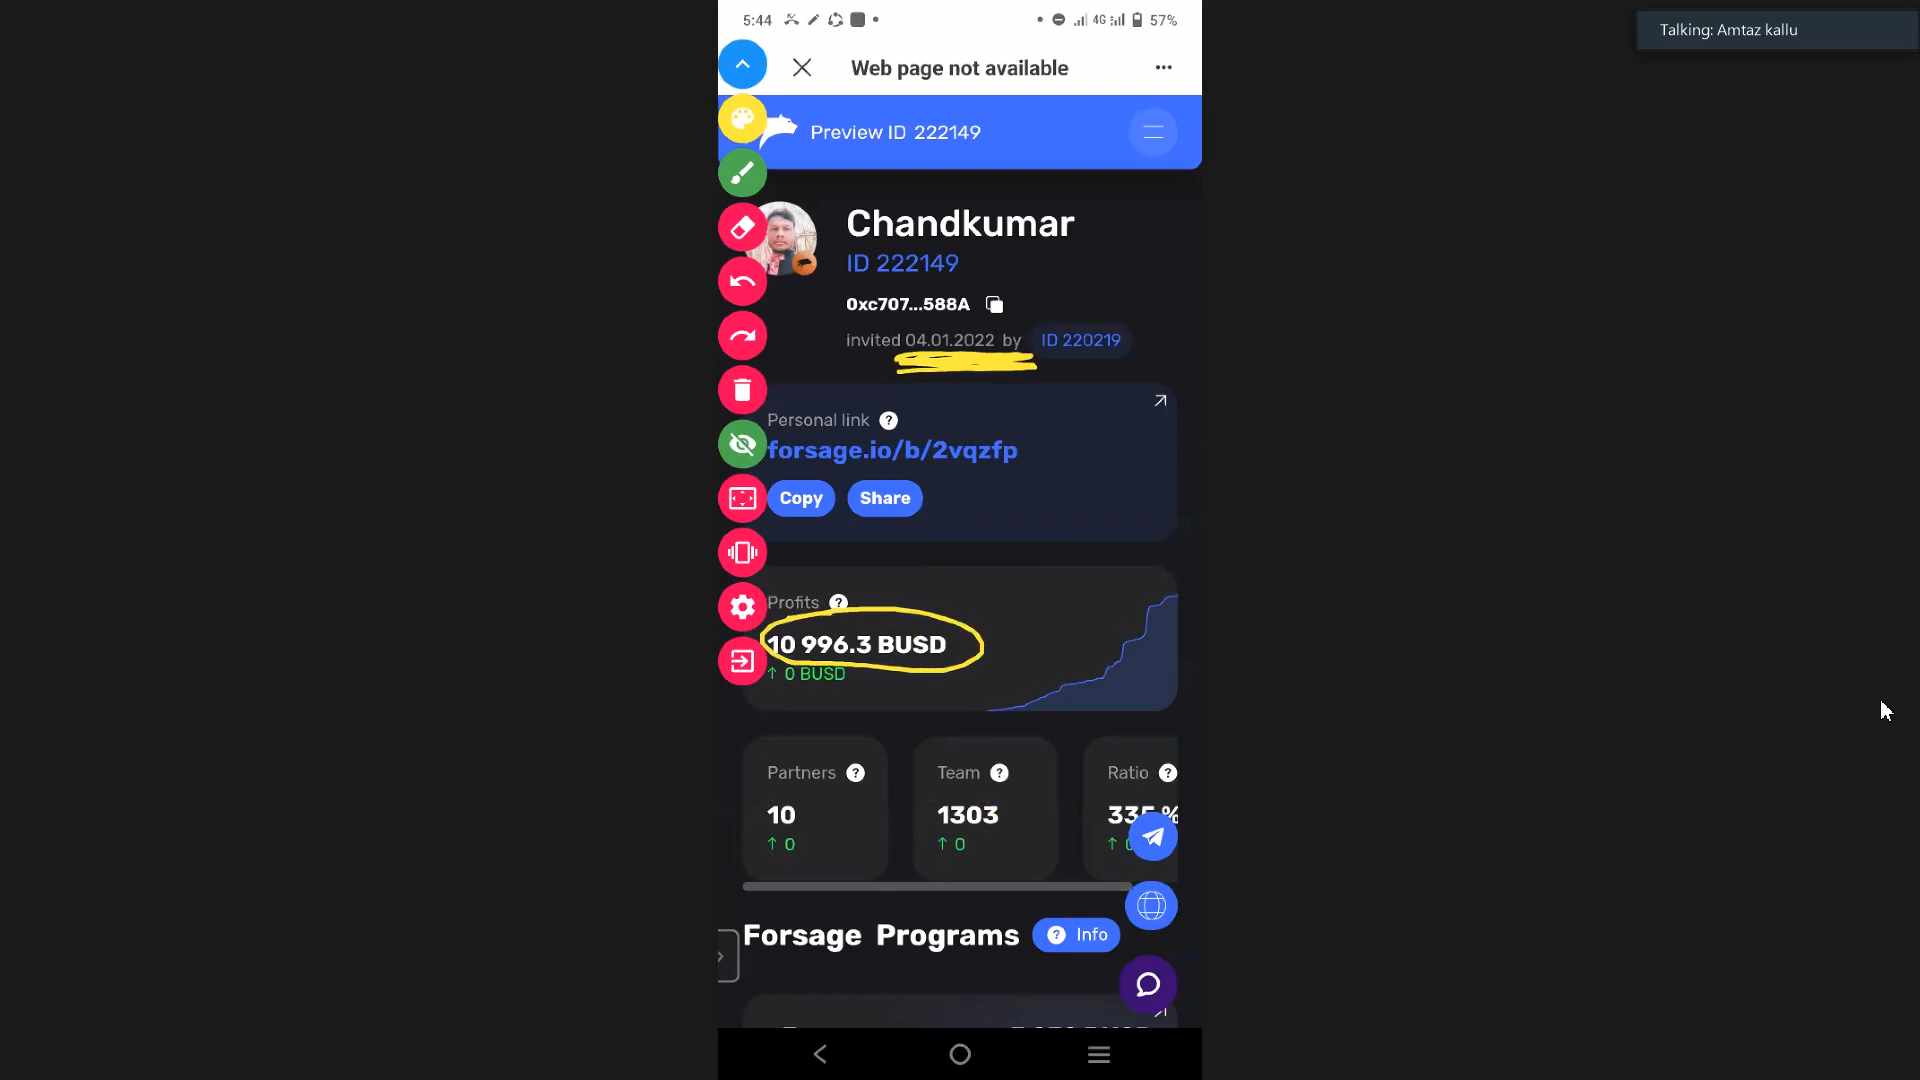 5:44
4G
57%
Talking: Amtaz kallu
Web page not available
Preview ID 222149
Chandkumar
ID 222149
0xc707...588A
invited 04.01.2022 by ID 220219
Personal link ?
forsage.io/b/2vqzfp
Copy Share
Profits ?
10 996.3 BUSD
↑ 0 BUSD
Partners ? Team ? Ratio ?
10 1303 335 %
↑ 0 ↑ 0 ↑
Forsage Programs ? Info